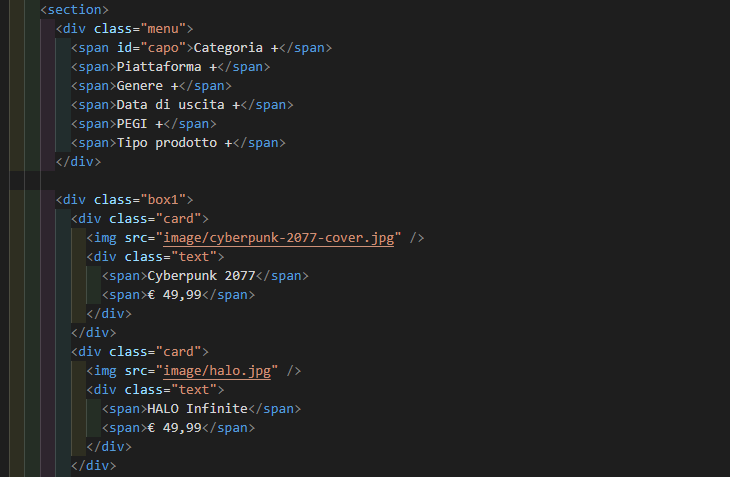 <section>
<div class="menu">
<span id="capo">Categoria +</span>
<span>Piattaforma +</span>
<span>Genere +</span>
<span>Data di uscita +</span>
<span>PEGI +</span>
<span>Tipo prodotto +</span>
</div>
<div class="box1">
<div class="card">
<img src="image/cyberpunk-2077-cover.jpg" />
<div class="text">
<span>Cyberpunk 2077</span>
<span>€ 49,99</span>
</div>
</div>
<div class="card">
<img src="image/halo.jpg" />
<div class="text">
<span>HALO Infinite</span>
<span>€ 49,99</span>
</div>
</div>